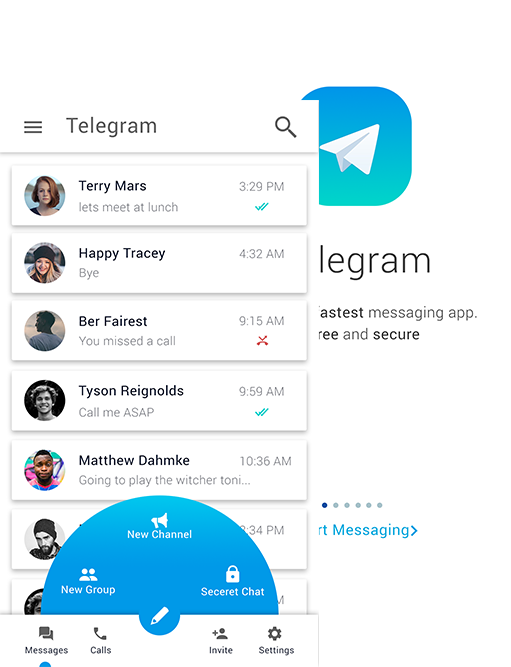 Telegram
Terry Mars
3:29 PM
lets meet at lunch
Happy Tracey
4:32 AM
Bye
Ber Fairest
9:15 AM
You missed a call
Tyson Reignolds
9:59 AM
Call me ASAP
Matthew Dahmke
10:36 AM
Going to play the witcher toni...
:34 PM
New Channel
New Group
Seceret Chat
Messages
Calls
Invite
Settings
legram
fastest messaging app.
ree and secure
rt Messaging